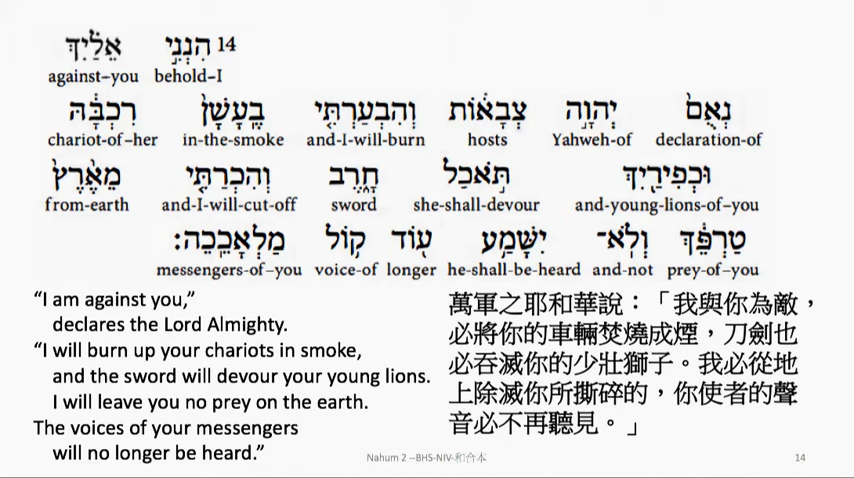 14 הִנְנִ֣י אֵלַ֗יִךְ
behold–I against–you
נְאֻם֙ יְהוָ֣ה צְבָא֔וֹת וְהִבְעַרְתִּ֤י בֶֽעָשָׁן֙ רִכְבָּ֔הּ
declaration-of Yahweh-of hosts and-I-will-burn in-the-smoke chariot-of–her
וּכְפִירַ֖יִךְ תֹּ֣אכַל חָ֑רֶב וְהִכְרַתִּ֤י מֵאֶ֙רֶץ֙
and-young-lions-of–you she-shall-devour sword and-I-will-cut-off from-earth
טַרְפֵּ֔ךְ וְלֹֽא־ יִשָּׁמַ֥ע ע֖וֹד ק֥וֹל מַלְאָכֵֽכֵה׃
prey-of–you and-not he-shall-be-heard longer voice-of messengers-of–you
“I am against you,”
declares the Lord Almighty.
“I will burn up your chariots in smoke,
and the sword will devour your young lions.
I will leave you no prey on the earth.
The voices of your messengers
will no longer be heard.”
萬軍之耶和華說：「我與你為敵，
必將你的車輛焚燒成煙，刀劍也
必吞滅你的少壯獅子。我必從地
上除滅你所撕碎的，你使者的聲
音必不再聽見。」
Nahum 2 --BHS-NIV-和合本
14